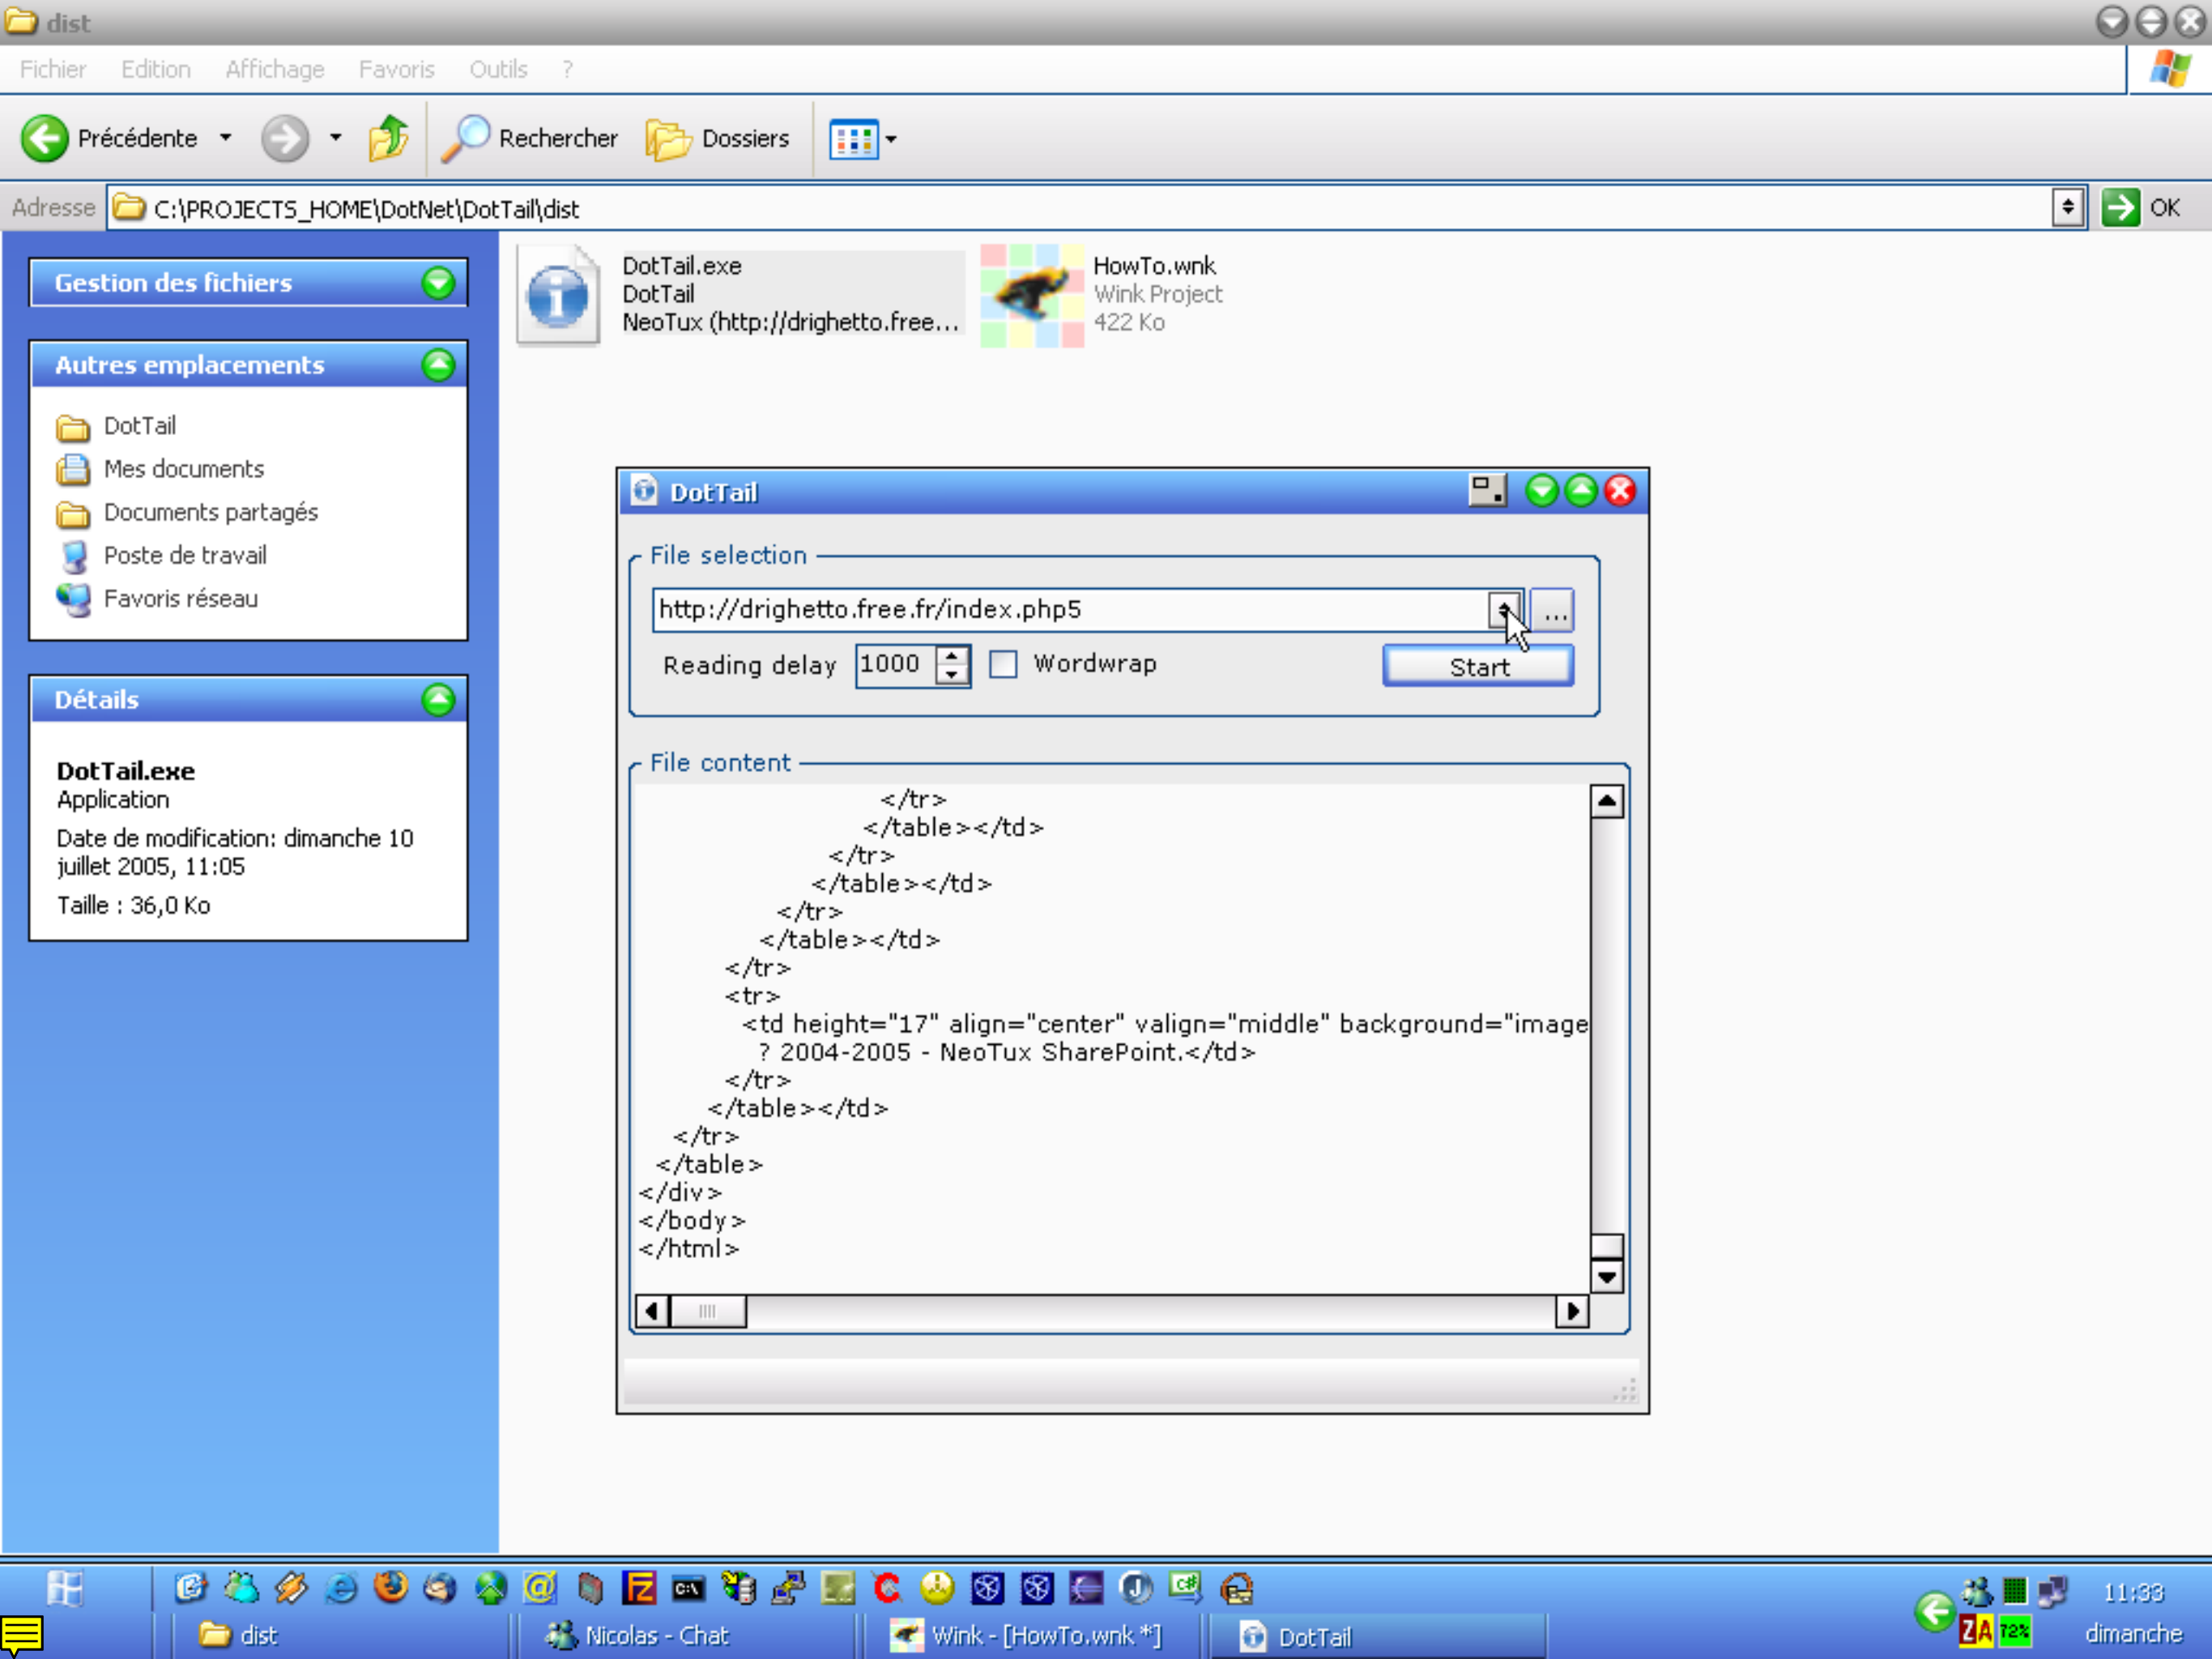 dist
Fichier Edition Affichage Favoris Outils ?
Précédente Rechercher Dossiers
Adresse C:\PROJECTS_HOME\DotNet\DotTail\dist OK
Gestion des fichiers
Autres emplacements
DotTail
Mes documents
Documents partagés
Poste de travail
Favoris réseau
Détails
DotTail.exe
Application
Date de modification: dimanche 10
juillet 2005, 11:05
Taille : 36,0 Ko
DotTail.exe
DotTail
NeoTux (http://drighetto.free...
HowTo.wnk
Wink Project
422 Ko
DotTail
File selection
http://drighetto.free.fr/index.php5 ...
Reading delay 1000 Wordwrap Start
File content
</tr>
</table></td>
</tr>
</table></td>
</tr>
</table></td>
</tr>
<tr>
<td height="17" align="center" valign="middle" background="image
? 2004-2005 - NeoTux SharePoint.</td>
</tr>
</table></td>
</tr>
</table>
</div>
</body>
</html>
FZ C:\ C J C#
11:33
dist Nicolas - Chat Wink - [HowTo.wnk *] DotTail ZA 72% dimanche